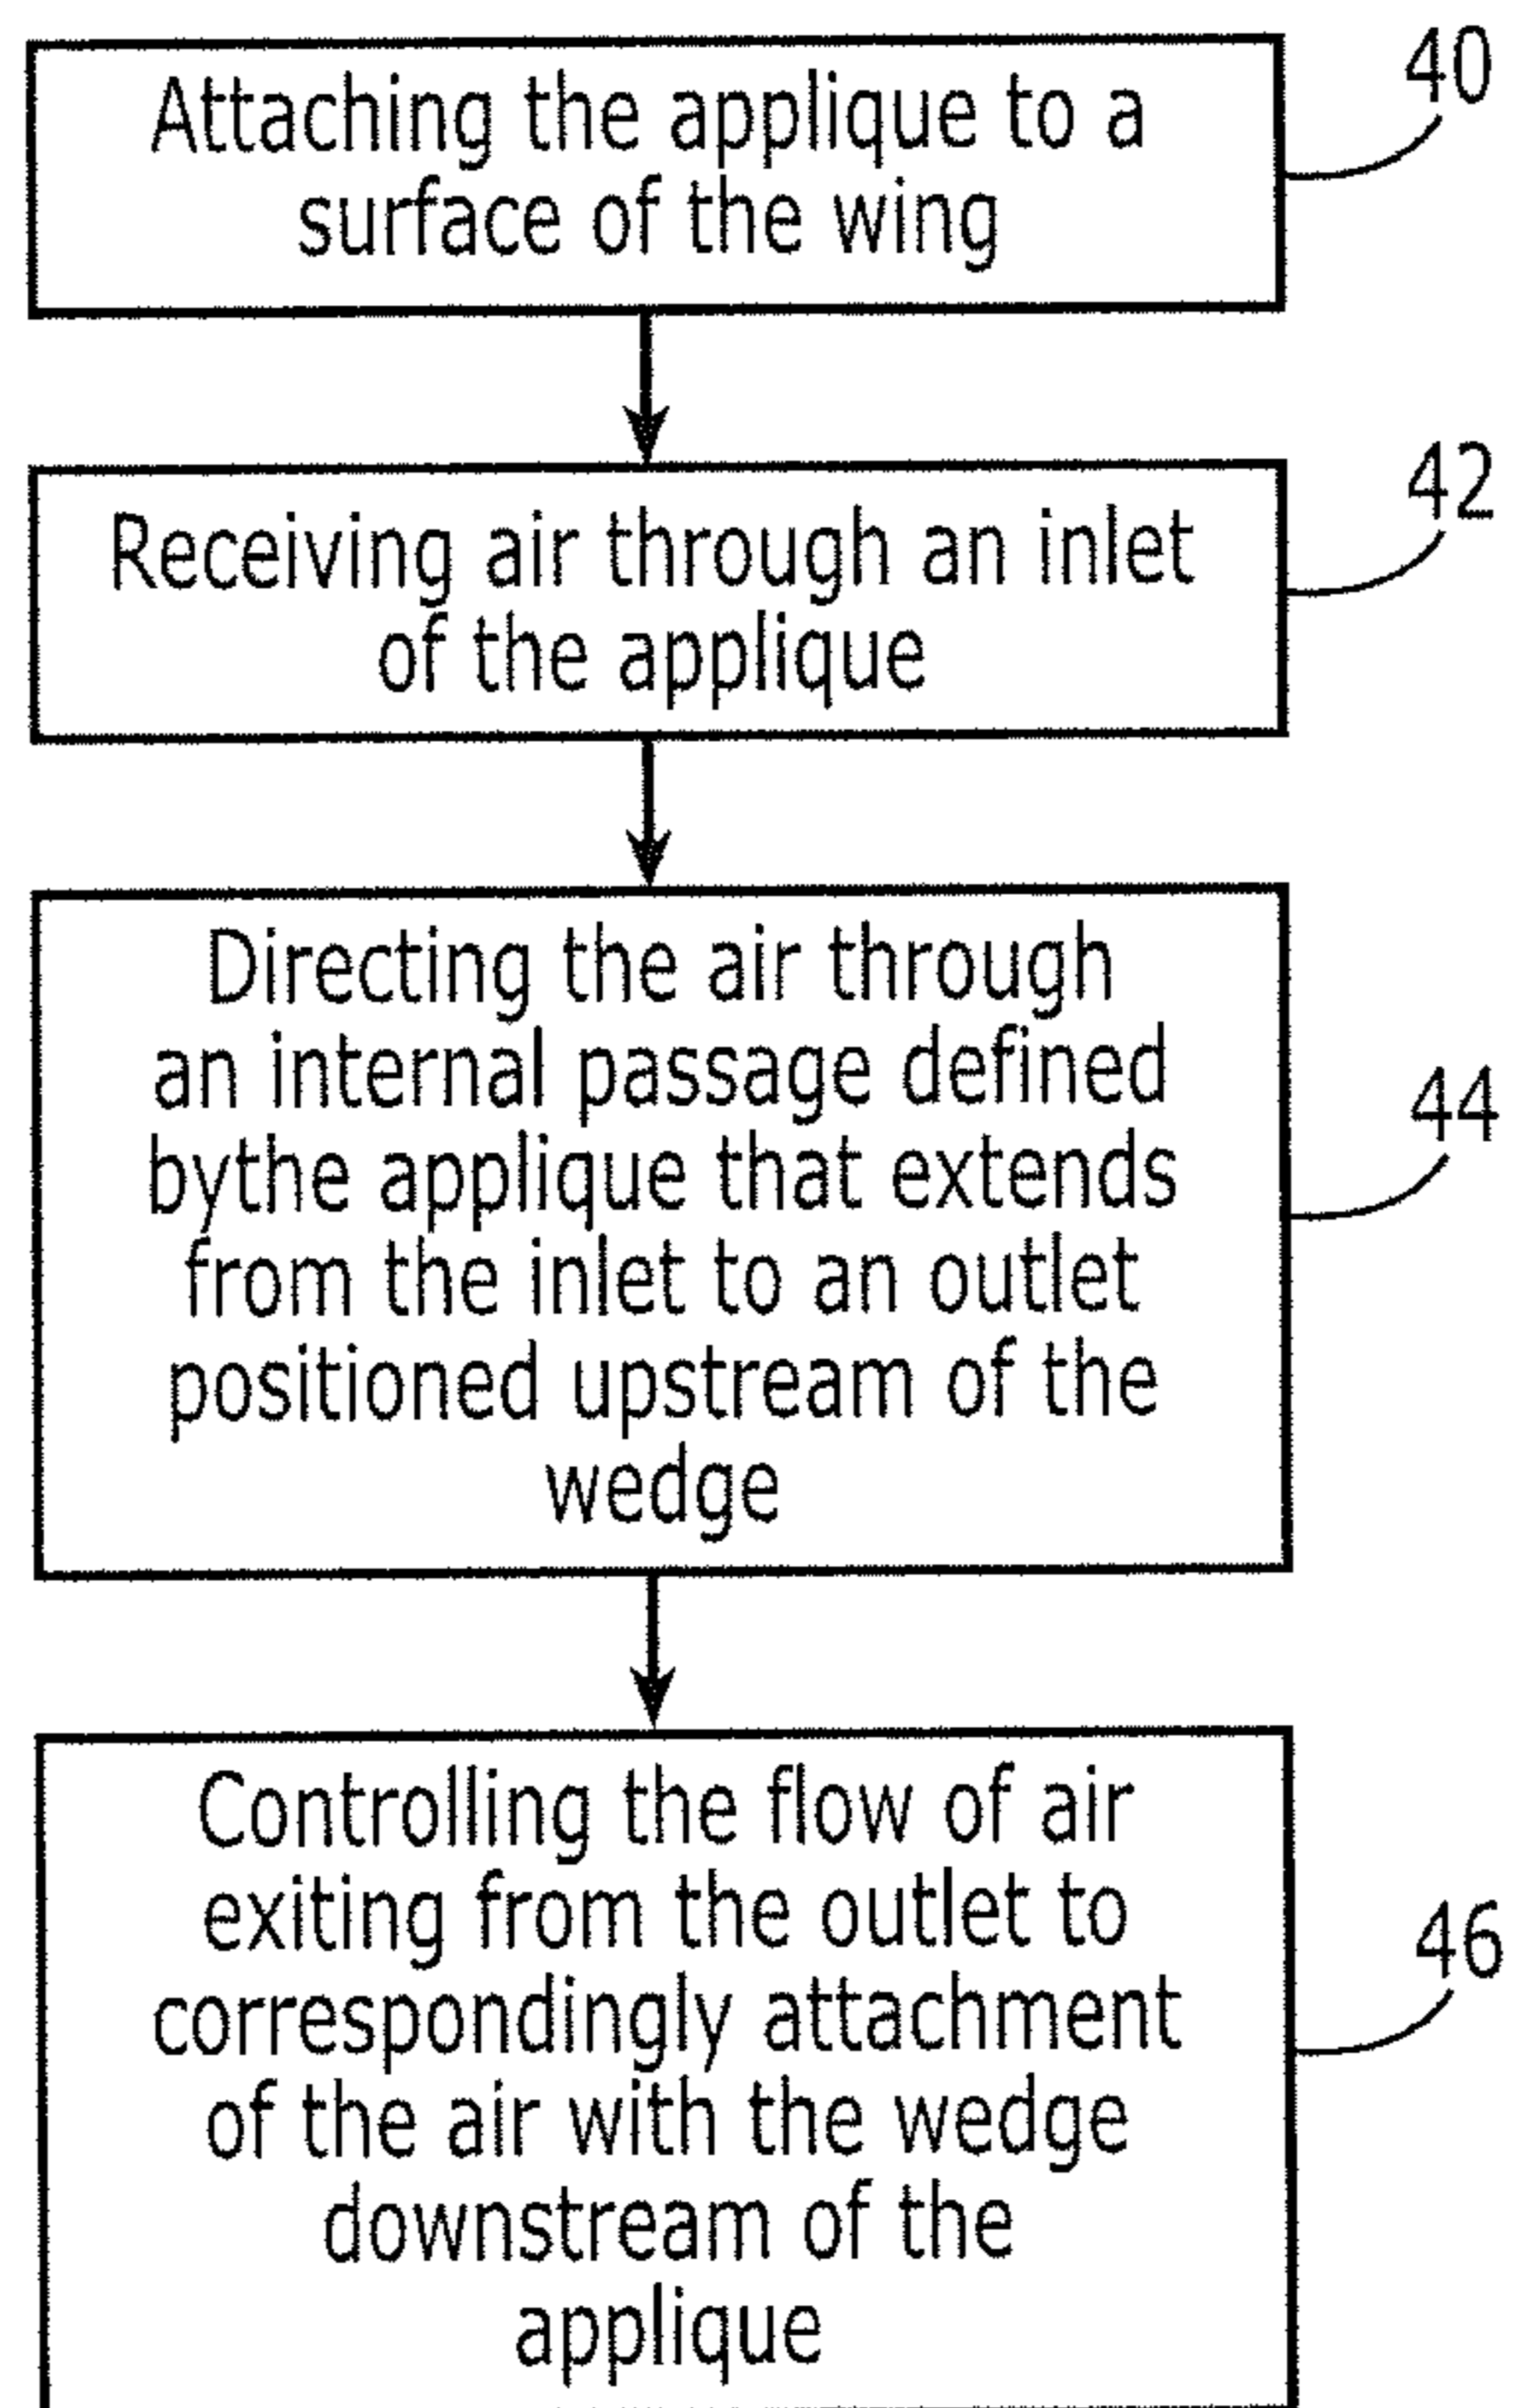 Attaching the applique to a
surface of the wing
40
Receiving air through an inlet
of the applique
42
Directing the air through
an internal passage defined
bythe applique that extends
from the inlet to an outlet
positioned upstream of the
wedge
44
Controlling the flow of air
exiting from the outlet to
correspondingly attachment
of the air with the wedge
downstream of the
applique
46